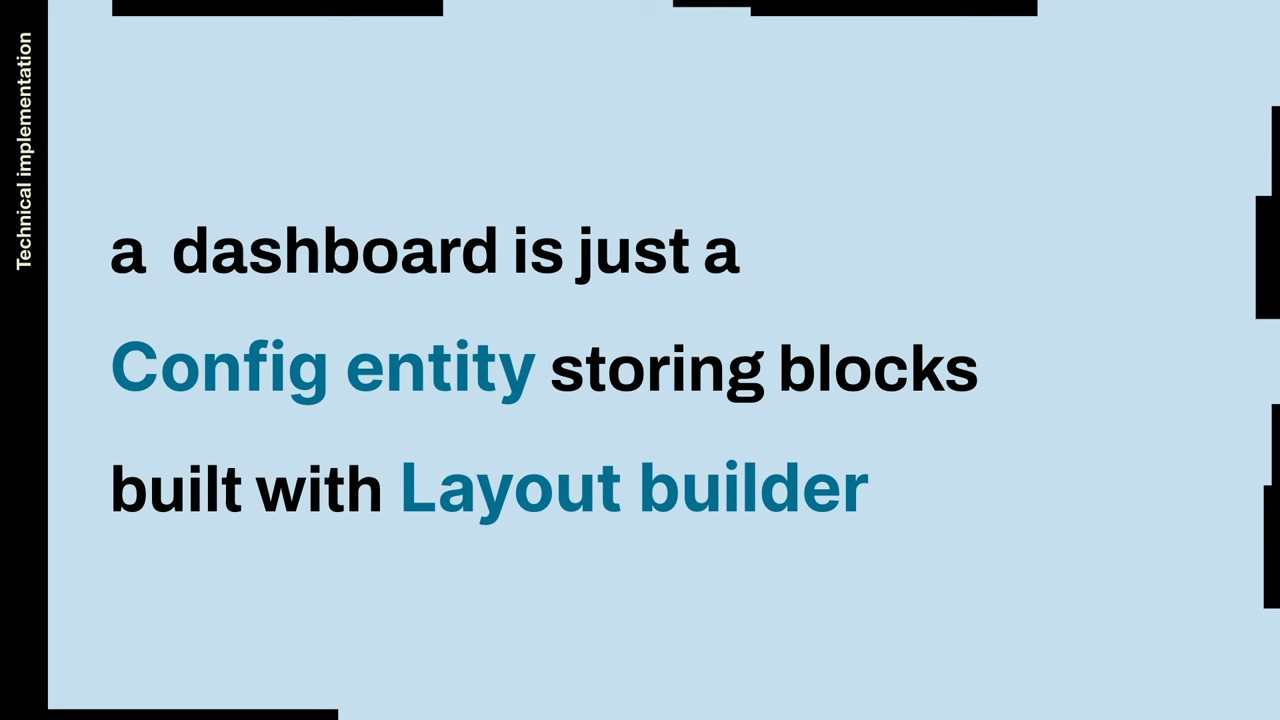 Technical implementation
a dashboard is just a
Config entity storing blocks
built with Layout builder